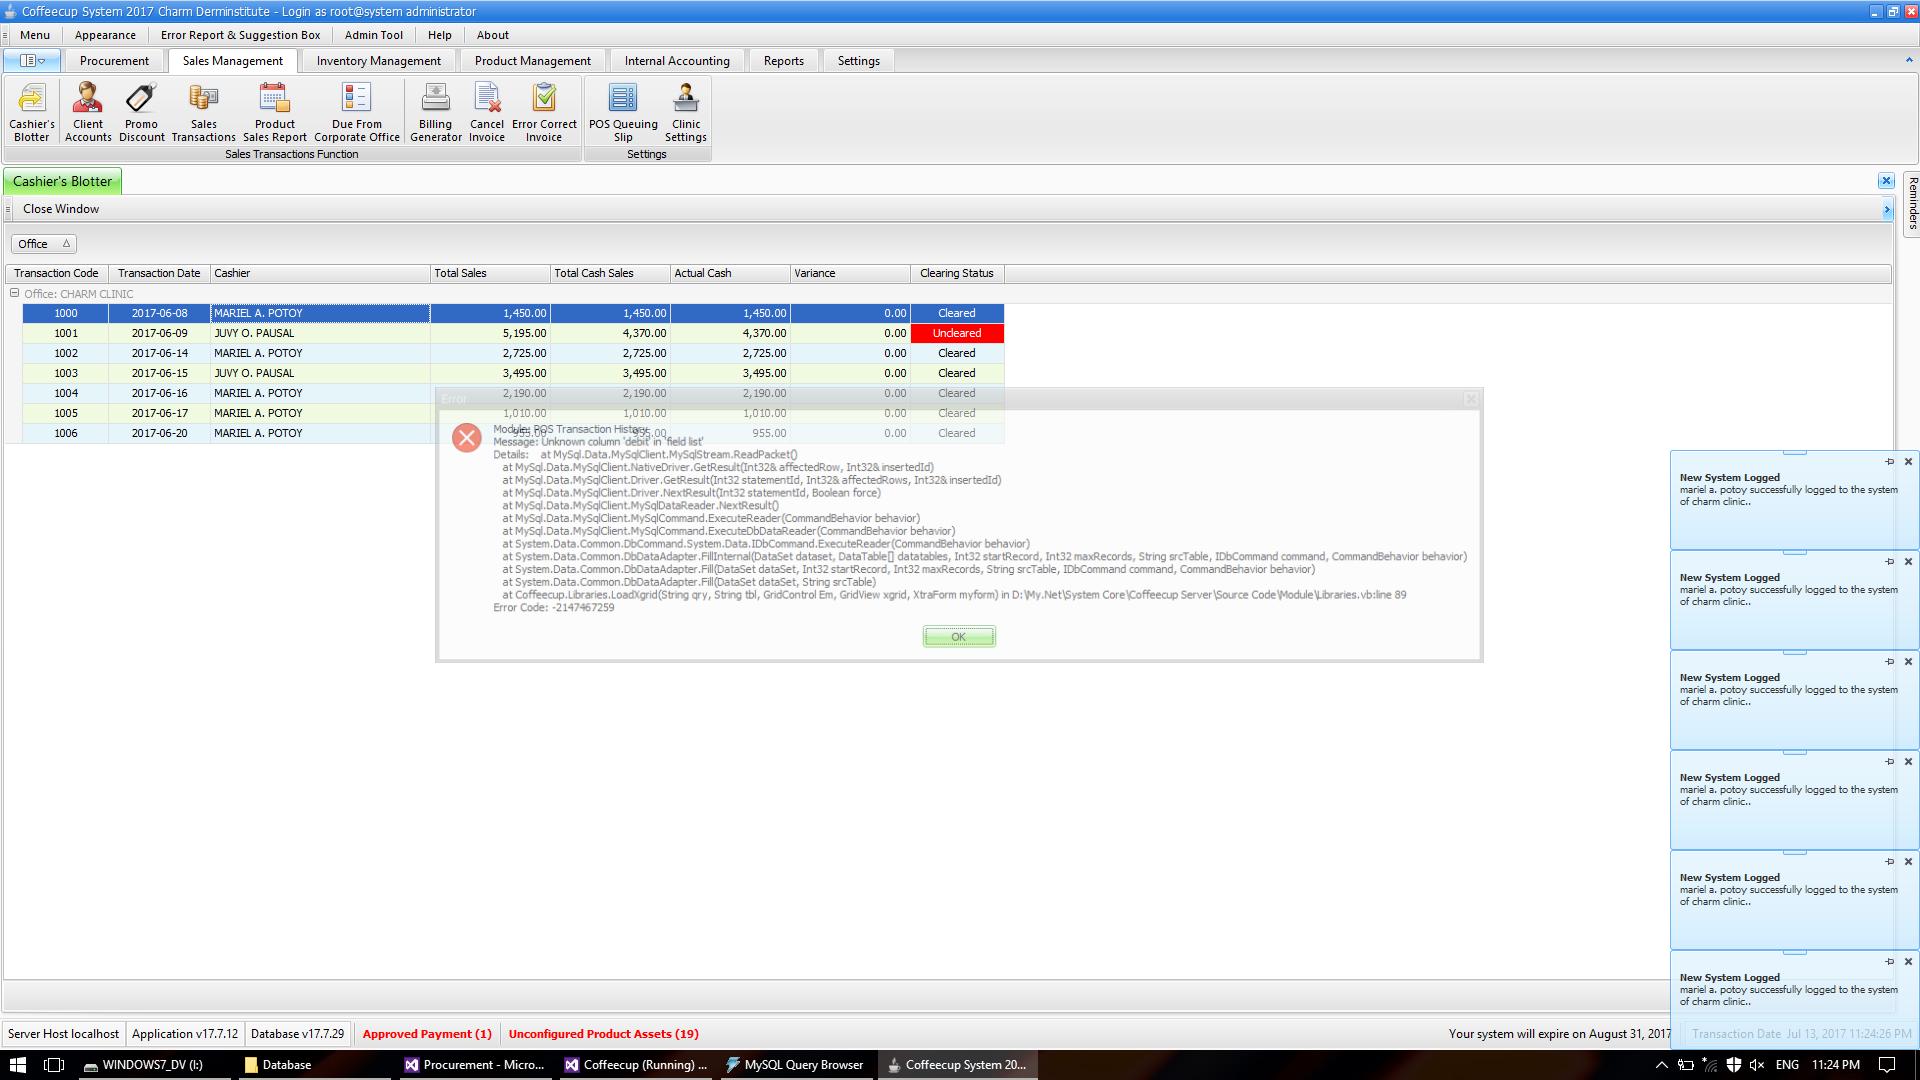 Coffeecup System 2017 Charm Derminstitute - Login as root@system administrator
Menu Appearance Error Report & Suggestion Box Admin Tool Help About
Procurement Sales Management Inventory Management Product Management Internal Accounting Reports Settings
Cashier's Blotter
Client Accounts
Promo Discount
Sales Transactions
Product Sales Report
Due From Corporate Office
Billing Generator
Cancel Invoice
Error Correct Invoice
POS Queuing Slip
Clinic Settings
Sales Transactions Function Settings
Cashier's Blotter
Reminders
Close Window
Office
Transaction Code Transaction Date Cashier Total Sales Total Cash Sales Actual Cash Variance Clearing Status
Office: CHARM CLINIC
1000 2017-06-08 MARIEL A. POTOY 1,450.00 1,450.00 1,450.00 0.00 Cleared
1001 2017-06-09 JUVY O. PAUSAL 5,195.00 4,370.00 4,370.00 0.00 Uncleared
1002 2017-06-14 MARIEL A. POTOY 2,725.00 2,725.00 2,725.00 0.00 Cleared
1003 2017-06-15 JUVY O. PAUSAL 3,495.00 3,495.00 3,495.00 0.00 Cleared
1004 2017-06-16 MARIEL A. POTOY 2,190.00 2,190.00 2,190.00 0.00 Cleared
1005 2017-06-17 MARIEL A. POTOY 1,010.00 1,010.00 1,010.00 0.00 Cleared
1006 2017-06-20 MARIEL A. POTOY 955.00 955.00 955.00 0.00 Cleared
Error
Module: POS Transaction History
Message: Unknown column 'debit' in 'field list'
Details: at MySql.Data.MySqlClient.MySqlStream.ReadPacket()
at MySql.Data.MySqlClient.NativeDriver.GetResult(Int32& affectedRow, Int32& insertedId)
at MySql.Data.MySqlClient.Driver.GetResult(Int32 statementId, Int32& affectedRows, Int32& insertedId)
at MySql.Data.MySqlClient.Driver.NextResult(Int32 statementId, Boolean force)
at MySql.Data.MySqlClient.MySqlDataReader.NextResult()
at MySql.Data.MySqlClient.MySqlCommand.ExecuteReader(CommandBehavior behavior)
at MySql.Data.MySqlClient.MySqlCommand.ExecuteDbDataReader(CommandBehavior behavior)
at System.Data.Common.DbCommand.System.Data.IDbCommand.ExecuteReader(CommandBehavior behavior)
at System.Data.Common.DbDataAdapter.FillInternal(DataSet dataset, DataTable[] datatables, Int32 startRecord, Int32 maxRecords, String srcTable, IDbCommand command, CommandBehavior behavior)
at System.Data.Common.DbDataAdapter.Fill(DataSet dataSet, Int32 startRecord, Int32 maxRecords, String srcTable, IDbCommand command, CommandBehavior behavior)
at System.Data.Common.DbDataAdapter.Fill(DataSet dataSet, String srcTable)
at Coffeecup.Libraries.LoadXgrid(String qry, String tbl, GridControl Em, GridView xgrid, XtraForm myform) in D:\My.Net\System Core\Coffeecup Server\Source Code\Module\Libraries.vb:line 89
Error Code: -2147467259
OK
New System Logged
mariel a. potoy successfully logged to the system
of charm clinic..
New System Logged
mariel a. potoy successfully logged to the system
of charm clinic..
New System Logged
mariel a. potoy successfully logged to the system
of charm clinic..
New System Logged
mariel a. potoy successfully logged to the system
of charm clinic..
New System Logged
mariel a. potoy successfully logged to the system
of charm clinic..
New System Logged
mariel a. potoy successfully logged to the system
of charm clinic..
Server Host localhost Application v17.7.12 Database v17.7.29 Approved Payment (1) Unconfigured Product Assets (19) Your system will expire on August 31, 2017 Transaction Date Jul 13, 2017 11:24:26 PM
WINDOWS7_DV (I:) Database Procurement - Micro... Coffeecup (Running) ... MySQL Query Browser Coffeecup System 20... ENG 11:24 PM